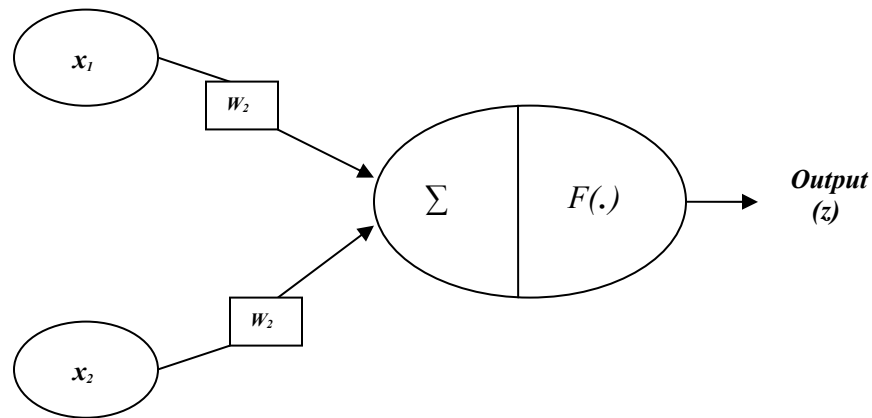 x₁
W₂
∑ F(.)
Output
(z)
W₂
x₂